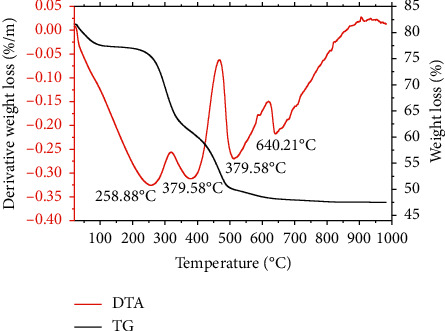 Derivative weight loss (%/m)
0.05
0.00
−0.05
−0.10
−0.15
−0.20
−0.25
−0.30
−0.35
−0.40
85
80
75
70
65
60
55
50
45
Weight loss (%)
258.88°C
379.58°C
379.58°C
640.21°C
100 200 300 400 500 600 700 800 900 1000
Temperature (°C)
DTA
TG